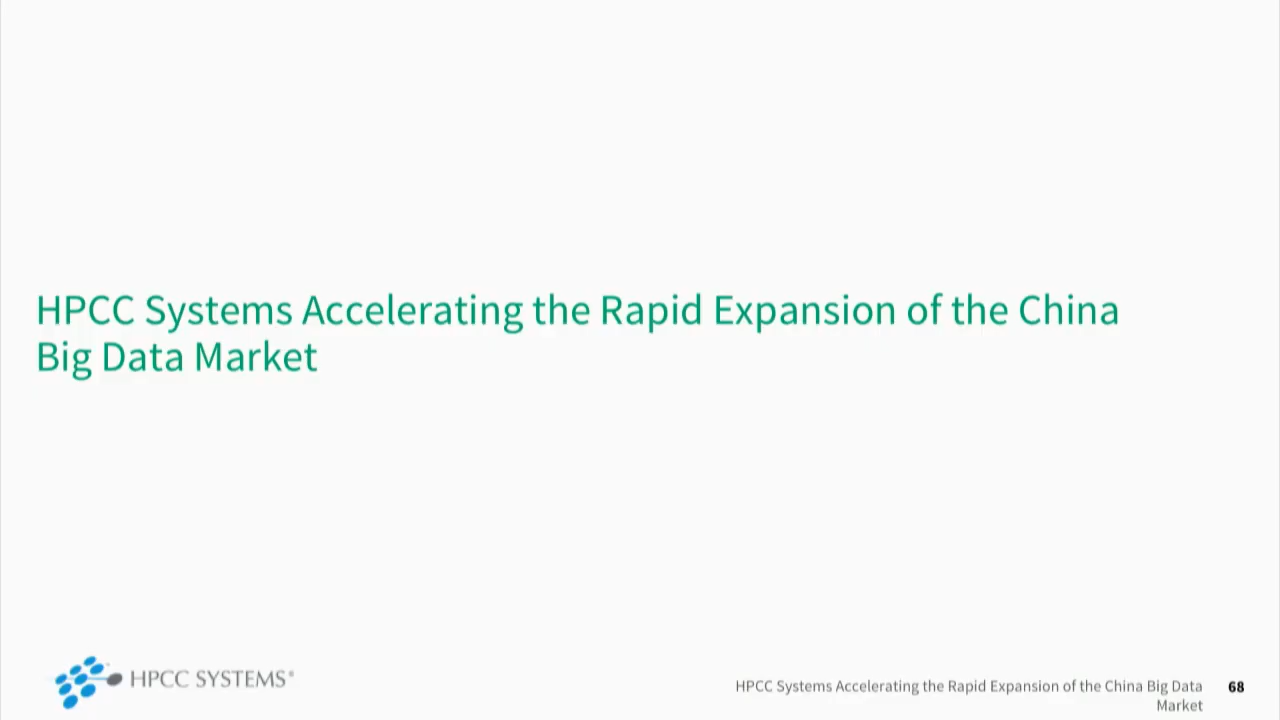 HPCC Systems Accelerating the Rapid Expansion of the China
Big Data Market
HPCC SYSTEMS®
HPCC Systems Accelerating the Rapid Expansion of the China Big Data
Market
68